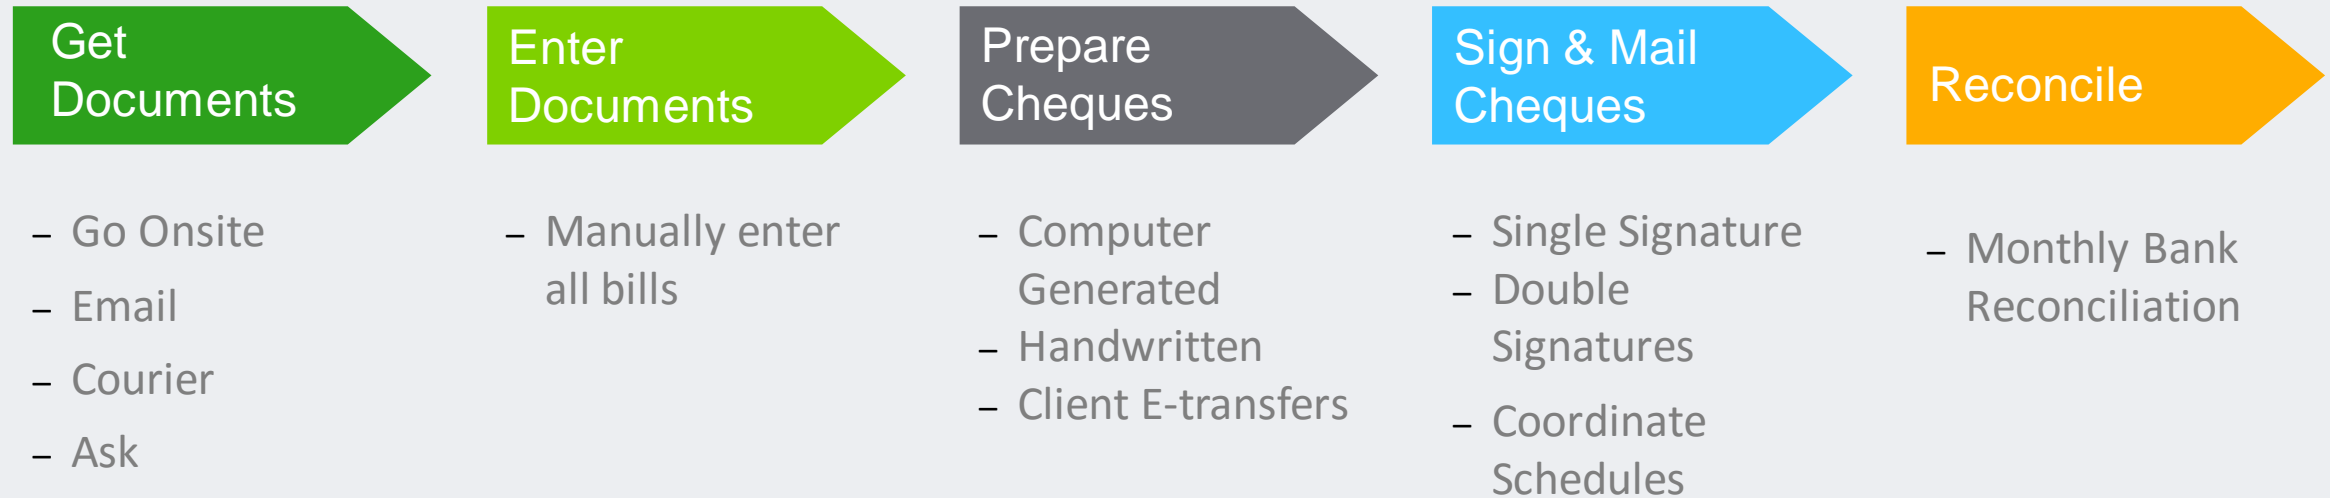 Get
Documents
– Go Onsite
– Email
– Courier
– Ask
Enter
Documents
– Manually enter
all bills
Prepare
Cheques
– Computer
Generated
– Handwritten
– Client E-transfers
Sign & Mail
Cheques
– Single Signature
– Double
Signatures
– Coordinate
Schedules
Reconcile
– Monthly Bank
Reconciliation